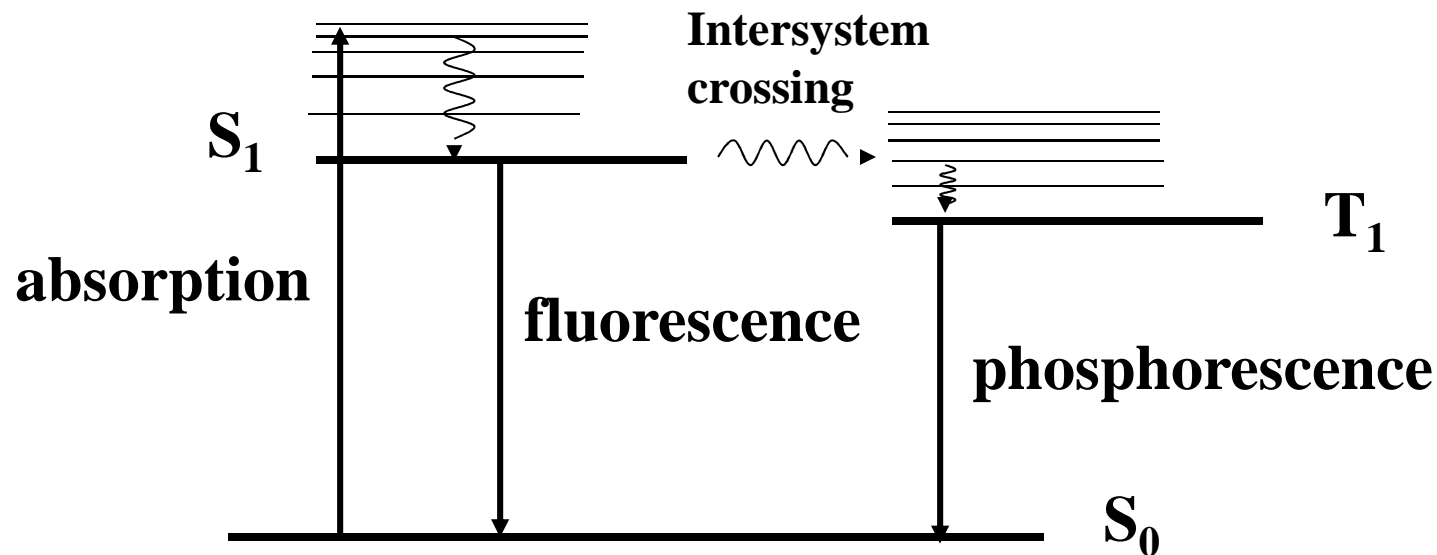 Intersystem
crossing
S₁
T₁
absorption
fluorescence
phosphorescence
S₀